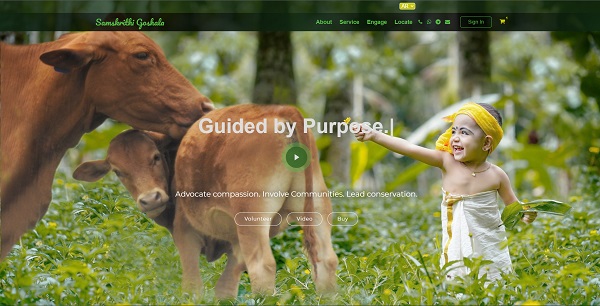 All
Samskrithi Goshala
About Service Engage Locate Sign In
Guided by Purpose.|
Advocate compassion. Involve Communities. Lead conservation.
Volunteer Video Buy